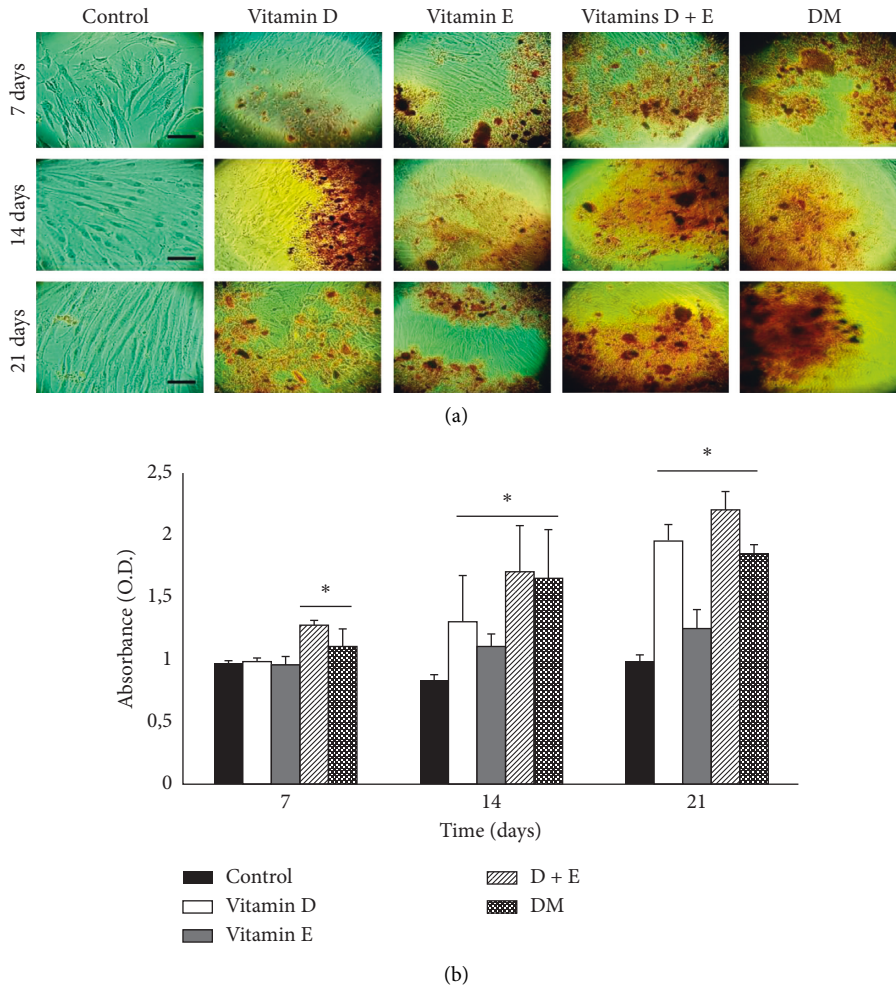 Control Vitamin D Vitamin E Vitamins D + E DM
7 days
14 days
21 days
(a)
2,5
2
1,5
1
0,5
0
Absorbance (O.D.)
*
*
*
7 14 21
Time (days)
Control
Vitamin D
Vitamin E
D + E
DM
(b)